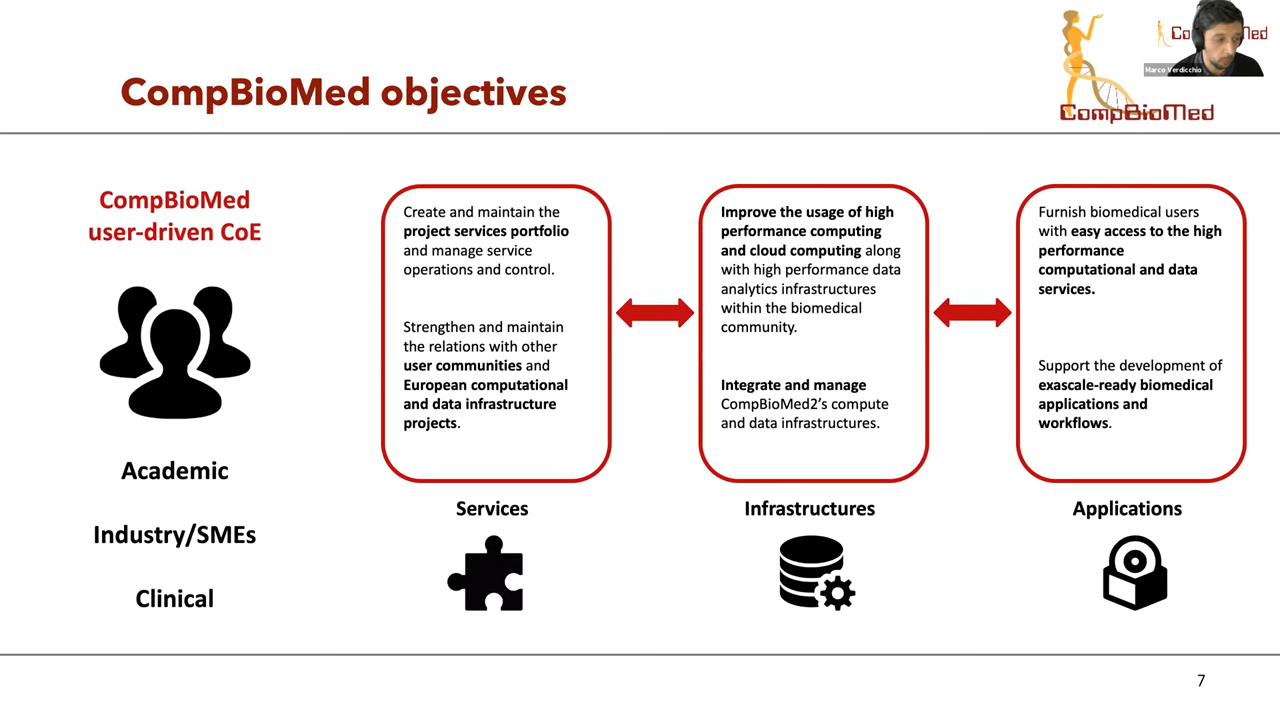 CompBioMed objectives
CompBioMed
Marco Verdicchio
CompBioMed
user-driven CoE
Academic
Industry/SMEs
Clinical
Create and maintain the
project services portfolio
and manage service
operations and control.
Strengthen and maintain
the relations with other
user communities and
European computational
and data infrastructure
projects.
Services
Improve the usage of high
performance computing
and cloud computing along
with high performance data
analytics infrastructures
within the biomedical
community.
Integrate and manage
CompBioMed2's compute
and data infrastructures.
Infrastructures
Furnish biomedical users
with easy access to the high
performance
computational and data
services.
Support the development of
exascale-ready biomedical
applications and
workflows.
Applications
7